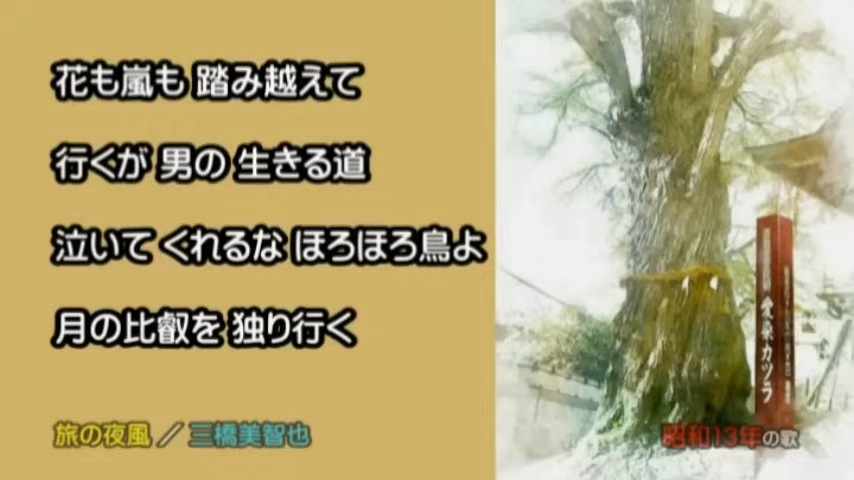 花も嵐も 踏み越えて
行くが 男の 生きる道
泣いて くれるな ほろほろ鳥よ
月の比叡を 独り行く
旅の夜風 / 三橋美智也
愛染カツラ
昭和13年の歌